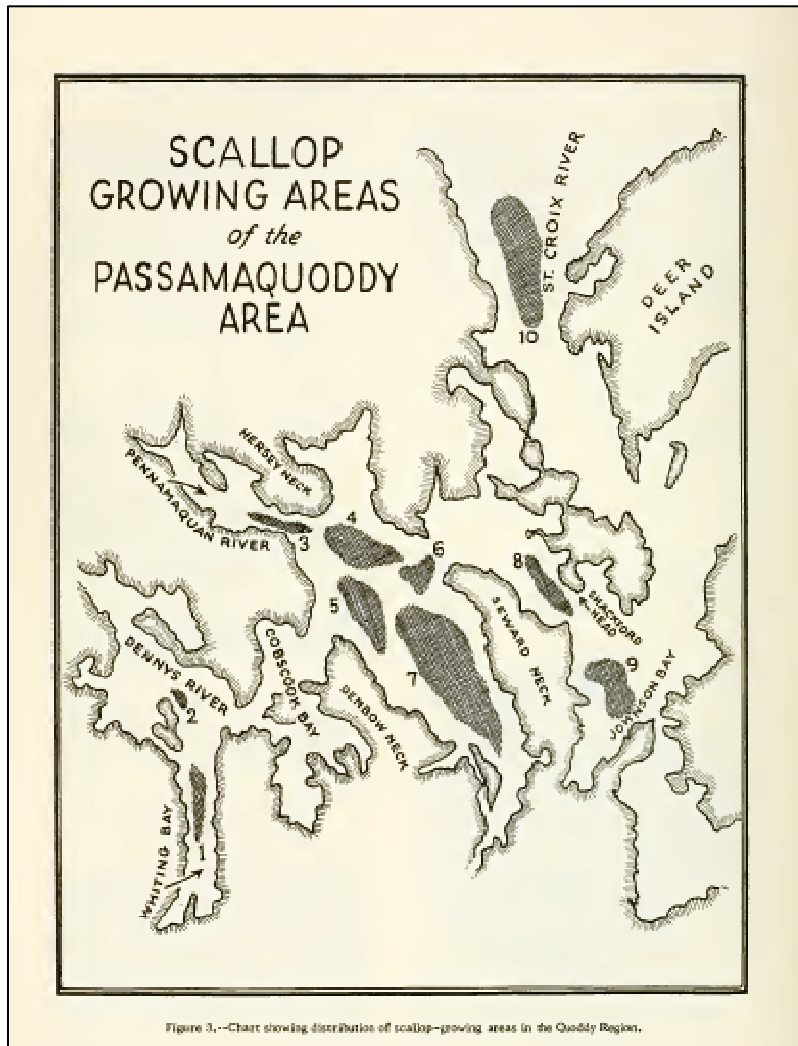 SCALLOP
GROWING AREAS
of the
PASSAMAQUODDY
AREA
ST. CROIX RIVER
DEER
ISLAND
10
HERSEY NECK
PENNAMAQUAN RIVER
3
4
6
8
5
SHACKFORD
HEAD
SEWARD NECK
COBSCOOK BAY
DENNYS RIVER
9
7
DENBOW NECK
JOHNSON BAY
2
WHITING BAY
1
Figure 3.--Chart showing distribution of scallop-growing areas in the Quoddy Region.